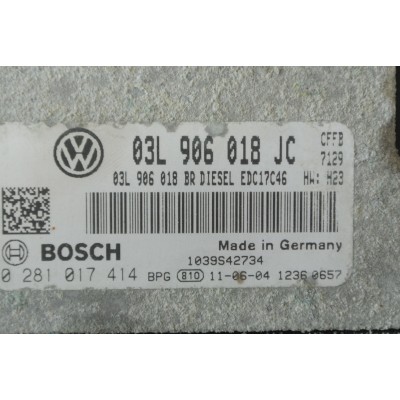 03L 906 018 JC CFFB
7129
03L 906 018 BR DIESEL EDC17C46 HW: H23
BOSCH Made in Germany
1039S42734
0 281 017 414 BPG 810 11-06-04 1236 0657